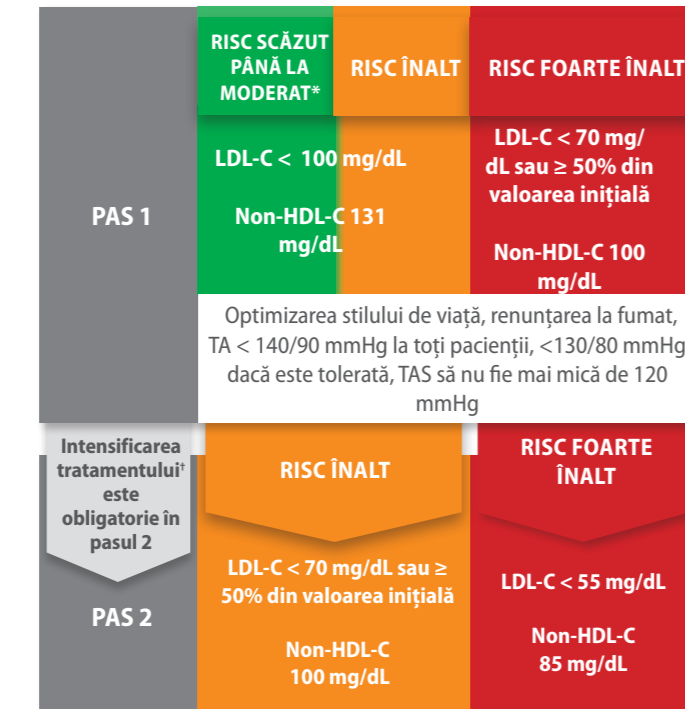 RISC SCĂZUT
PÂNĂ LA
MODERAT*
RISC ÎNALT
RISC FOARTE ÎNALT
PAS 1
LDL-C < 100 mg/dL
Non-HDL-C 131
mg/dL
LDL-C < 70 mg/
dL sau ≥ 50% din
valoarea inițială
Non-HDL-C 100
mg/dL
Optimizarea stilului de viață, renunțarea la fumat,
TA < 140/90 mmHg la toți pacienții, <130/80 mmHg
dacă este tolerată, TAS să nu fie mai mică de 120
mmHg
Intensificarea
tratamentului†
este
obligatorie în
pasul 2
RISC ÎNALT
RISC FOARTE
ÎNALT
PAS 2
LDL-C < 70 mg/dL sau ≥
50% din valoarea inițială
Non-HDL-C
100 mg/dL
LDL-C < 55 mg/dL
Non-HDL-C
85 mg/dL